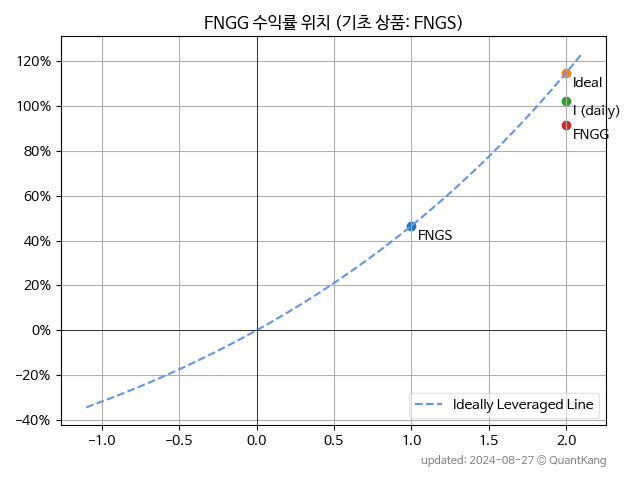 FNGG 수익률 위치 (기초 상품: FNGS)
120%
100%
80%
60%
40%
20%
0%
−20%
−40%
Ideal
I (daily)
FNGG
FNGS
Ideally Leveraged Line
−1.0 −0.5 0.0 0.5 1.0 1.5 2.0
updated: 2024-08-27 © QuantKang